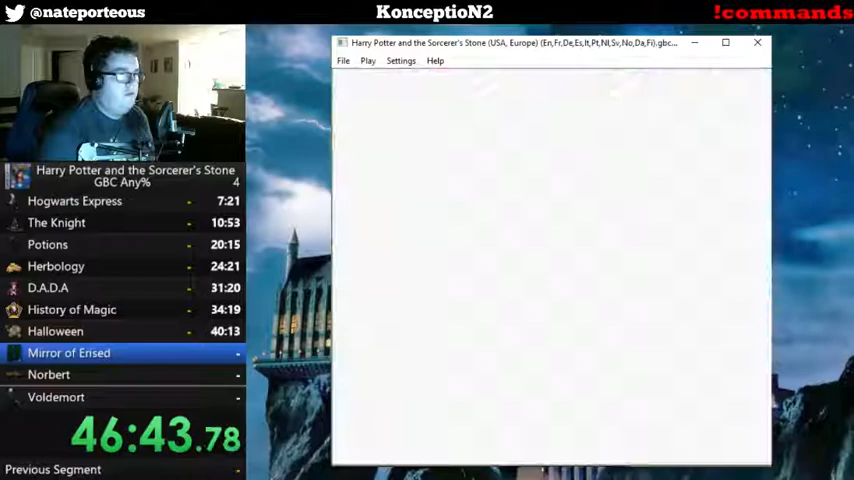 @nateporteous
KonceptioN2
!commands
Harry Potter and the Sorcerer's Stone (USA, Europe) (En,Fr,De,Es,It,Pt,Nl,Sv,No,Da,Fi).gbc...
File Play Settings Help
Harry Potter and the Sorcerer's Stone
GBC Any% 4
Hogwarts Express - 7:21
The Knight - 10:53
Potions - 20:15
Herbology - 24:21
D.A.D.A - 31:20
History of Magic - 34:19
Halloween - 40:13
Mirror of Erised -
Norbert -
Voldemort -
46:43.78
Previous Segment -